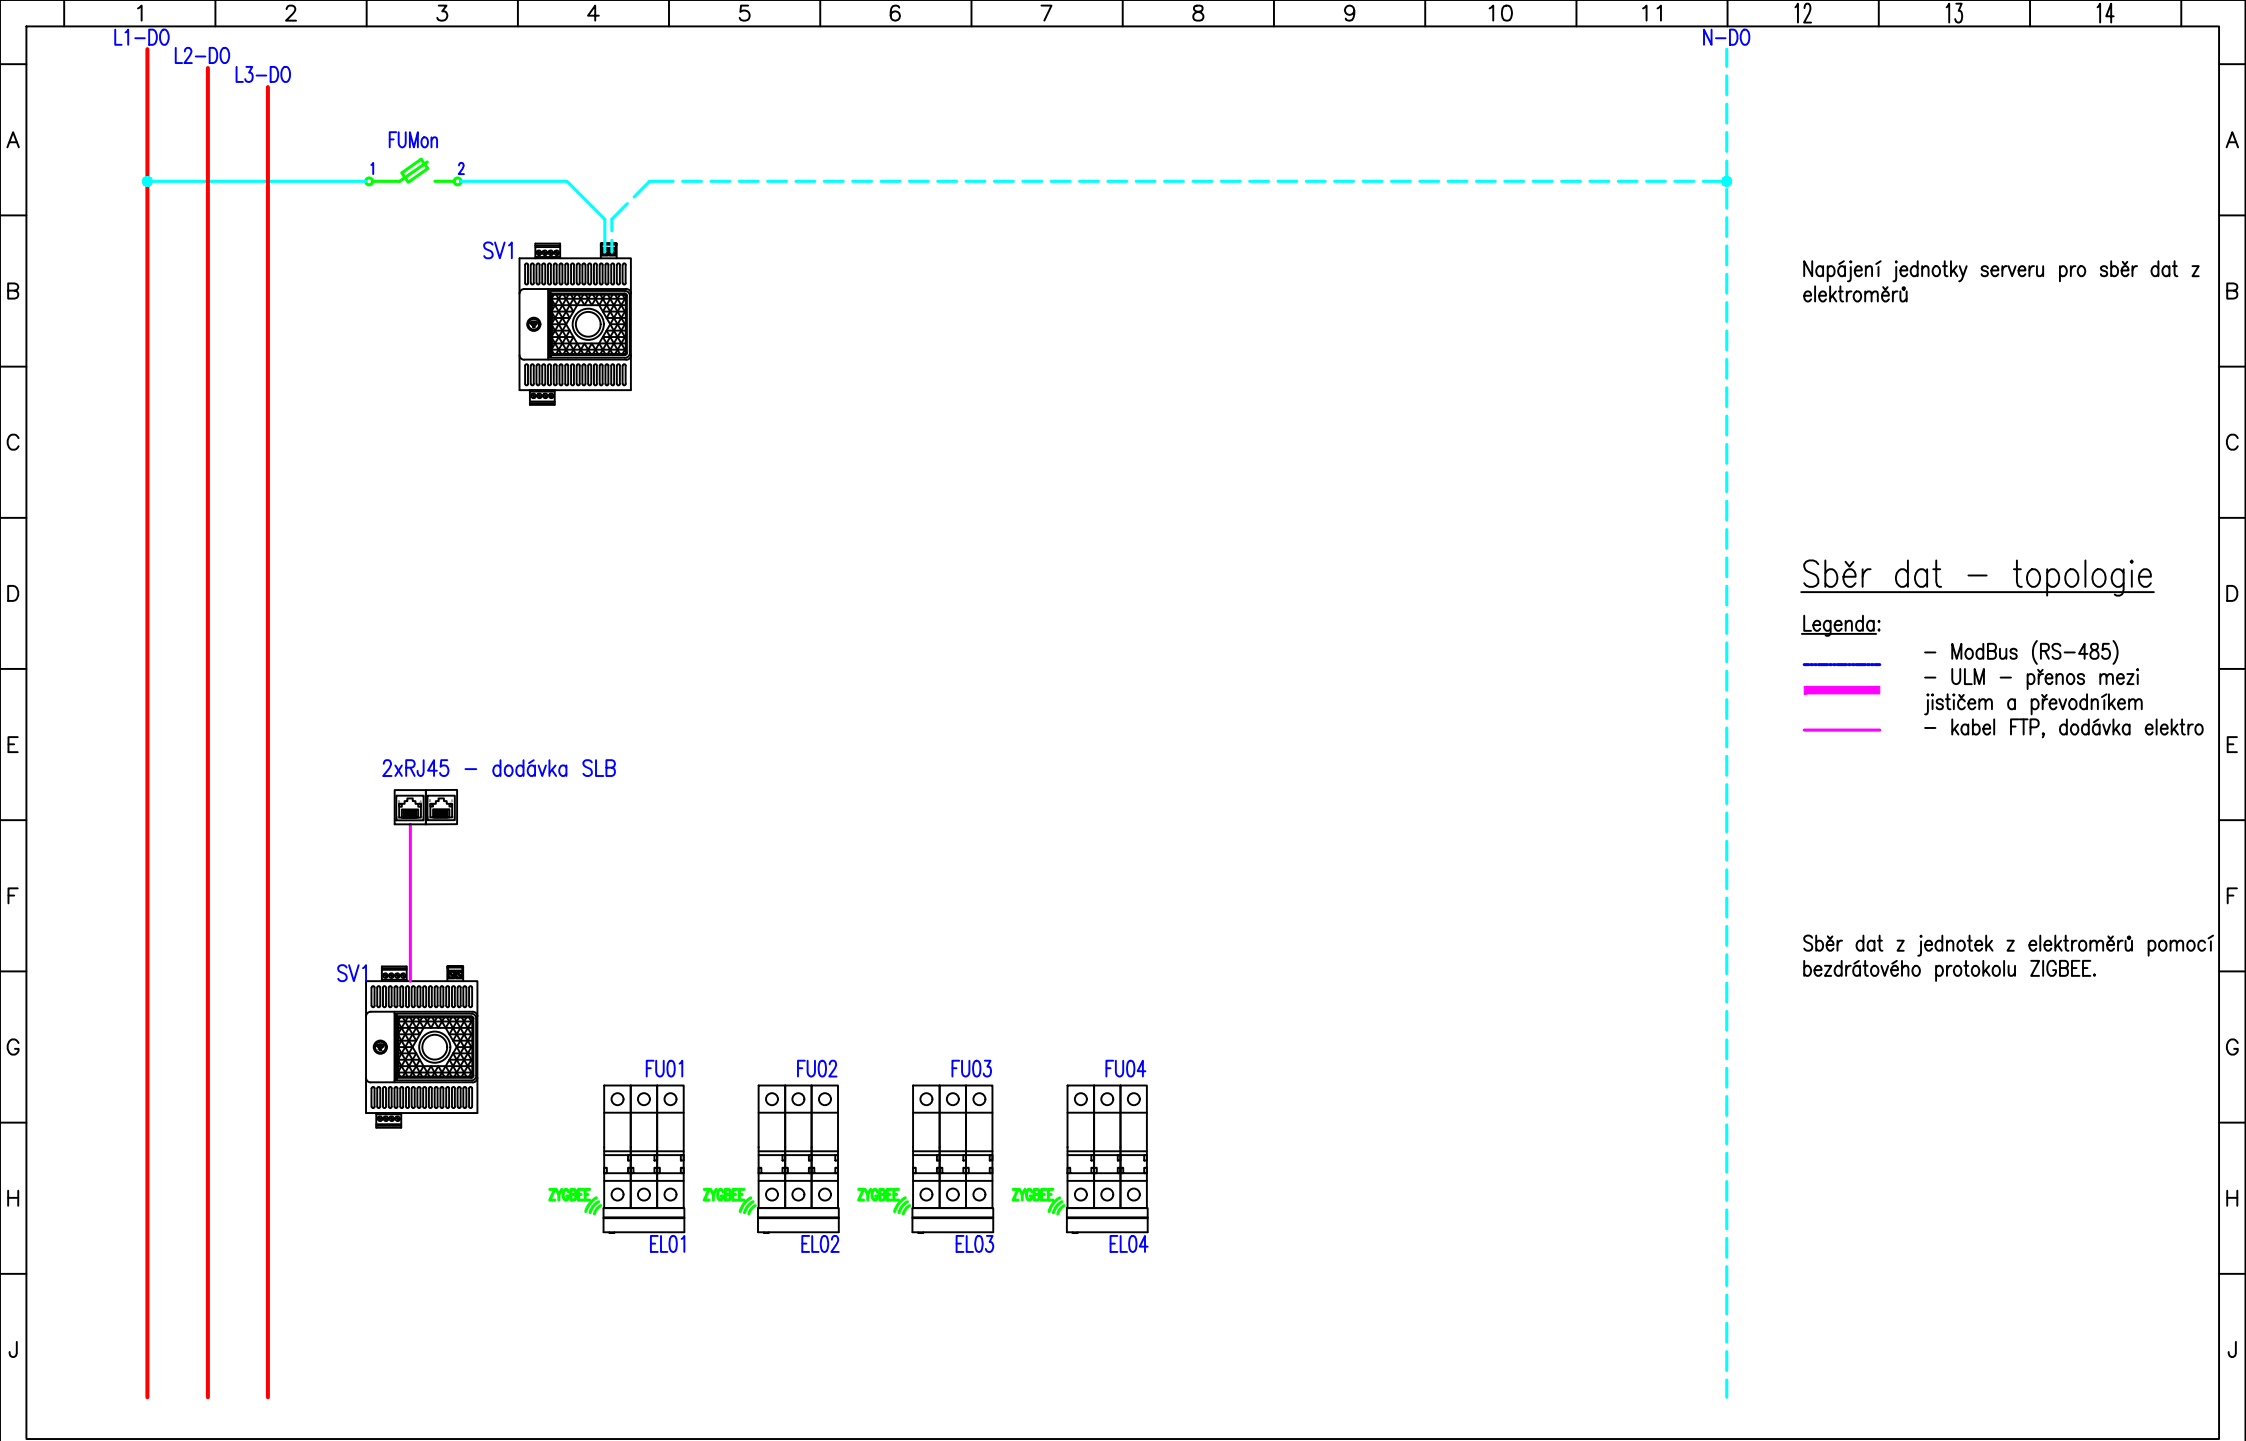 1 2 3 4 5 6 7 8 9 10 11 12 13 14
L1-DO
L2-DO
L3-DO
N-DO
A A
FUMon
1 2
SV1
B B
Napájení jednotky serveru pro sběr dat z
elektroměrů
C C
Sběr dat - topologie
D D
Legenda:
- ModBus (RS-485)
- ULM - přenos mezi
jističem a převodníkem
- kabel FTP, dodávka elektro
E E
2xRJ45 - dodávka SLB
F F
Sběr dat z jednotek z elektroměrů pomocí
bezdrátového protokolu ZIGBEE.
SV1
G G
FU01 FU02 FU03 FU04
ZYGBEE ZYGBEE ZYGBEE ZYGBEE
H H
EL01 EL02 EL03 EL04
J J